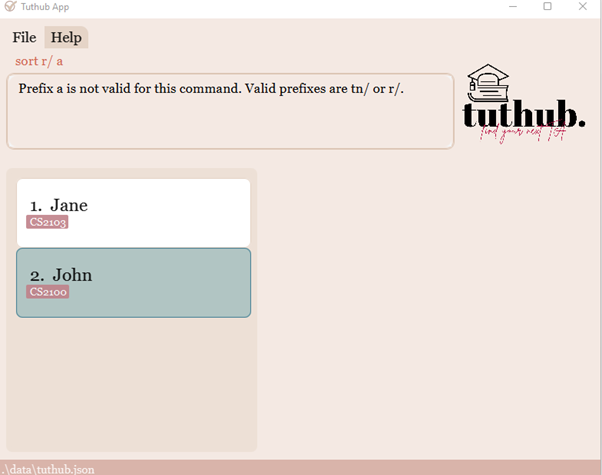 Tuthub App
File Help
sort r/ a
Prefix a is not valid for this command. Valid prefixes are tn/ or r/.
tuthub.
find your next TA
1. Jane
CS2103
2. John
CS2100
.\data\tuthub.json